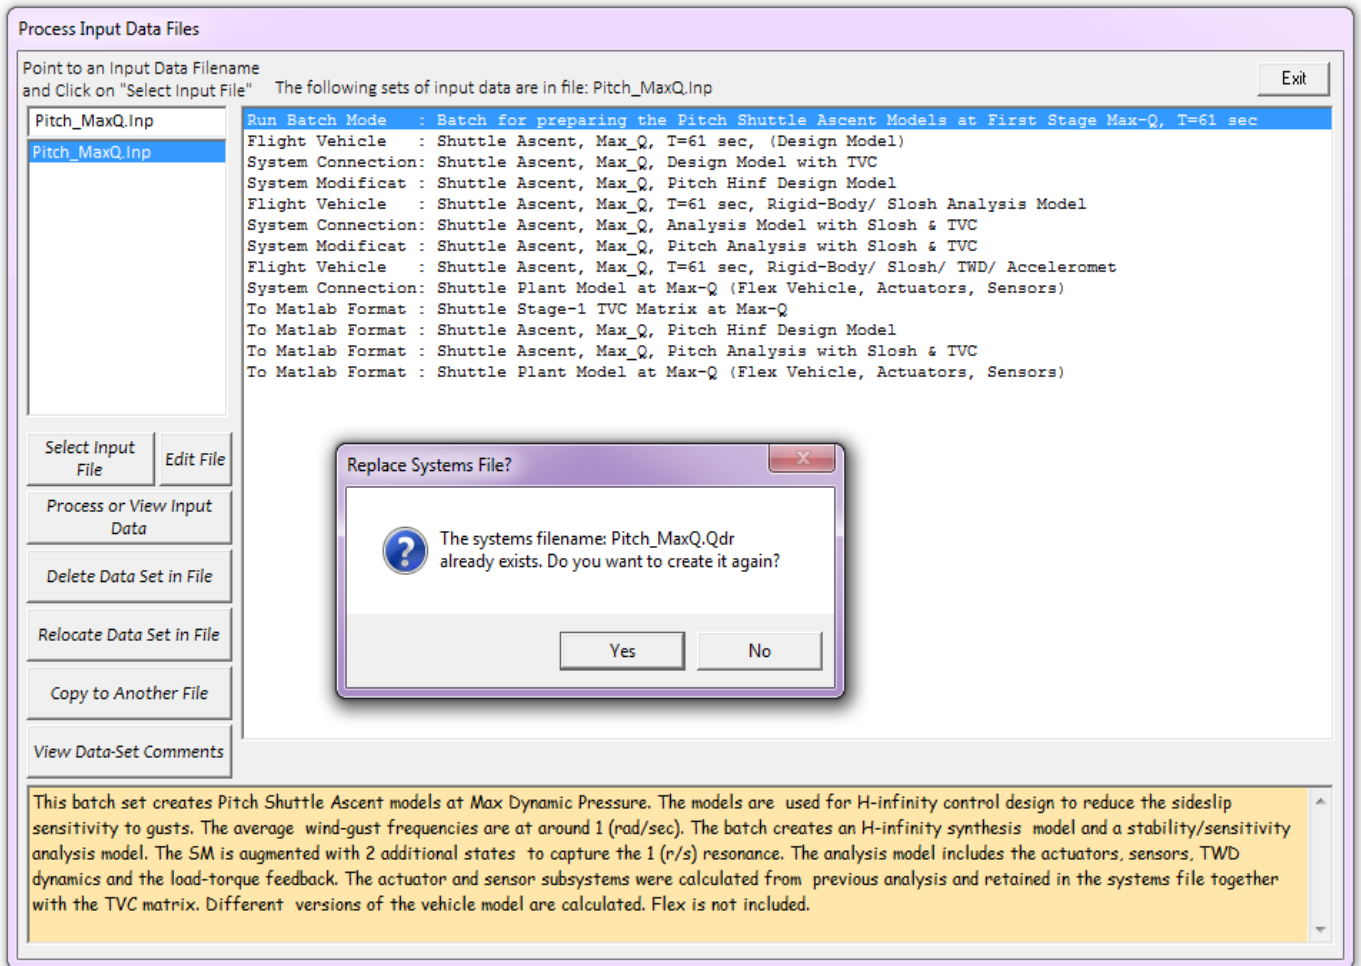 Process Input Data Files
Point to an Input Data Filename
and Click on "Select Input File"
The following sets of input data are in file: Pitch_MaxQ.Inp
Exit
Pitch_MaxQ.Inp
Pitch_MaxQ.Inp
Run Batch Mode   : Batch for preparing the Pitch Shuttle Ascent Models at First Stage Max-Q, T=61 sec
Flight Vehicle   : Shuttle Ascent, Max_Q, T=61 sec, (Design Model)
System Connection: Shuttle Ascent, Max_Q, Design Model with TVC
System Modificat : Shuttle Ascent, Max_Q, Pitch Hinf Design Model
Flight Vehicle   : Shuttle Ascent, Max_Q, T=61 sec, Rigid-Body/ Slosh Analysis Model
System Connection: Shuttle Ascent, Max_Q, Analysis Model with Slosh & TVC
System Modificat : Shuttle Ascent, Max_Q, Pitch Analysis with Slosh & TVC
Flight Vehicle   : Shuttle Ascent, Max_Q, T=61 sec, Rigid-Body/ Slosh/ TWD/ Acceleromet
System Connection: Shuttle Plant Model at Max-Q (Flex Vehicle, Actuators, Sensors)
To Matlab Format : Shuttle Stage-1 TVC Matrix at Max-Q
To Matlab Format : Shuttle Ascent, Max_Q, Pitch Hinf Design Model
To Matlab Format : Shuttle Ascent, Max_Q, Pitch Analysis with Slosh & TVC
To Matlab Format : Shuttle Plant Model at Max-Q (Flex Vehicle, Actuators, Sensors)
Select Input
File
Edit File
Process or View Input
Data
Delete Data Set in File
Relocate Data Set in File
Copy to Another File
View Data-Set Comments
Replace Systems File?
The systems filename: Pitch_MaxQ.Qdr
already exists. Do you want to create it again?
Yes
No
This batch set creates Pitch Shuttle Ascent models at Max Dynamic Pressure. The models are  used for H-infinity control design to reduce the sideslip
sensitivity to gusts. The average  wind-gust frequencies are at around 1 (rad/sec). The batch creates an H-infinity synthesis  model and a stability/sensitivity
analysis model. The SM is augmented with 2 additional states  to capture the 1 (r/s) resonance. The analysis model includes the actuators, sensors, TWD
dynamics and the load-torque feedback. The actuator and sensor subsystems were calculated from  previous analysis and retained in the systems file together
with the TVC matrix. Different  versions of the vehicle model are calculated. Flex is not included.